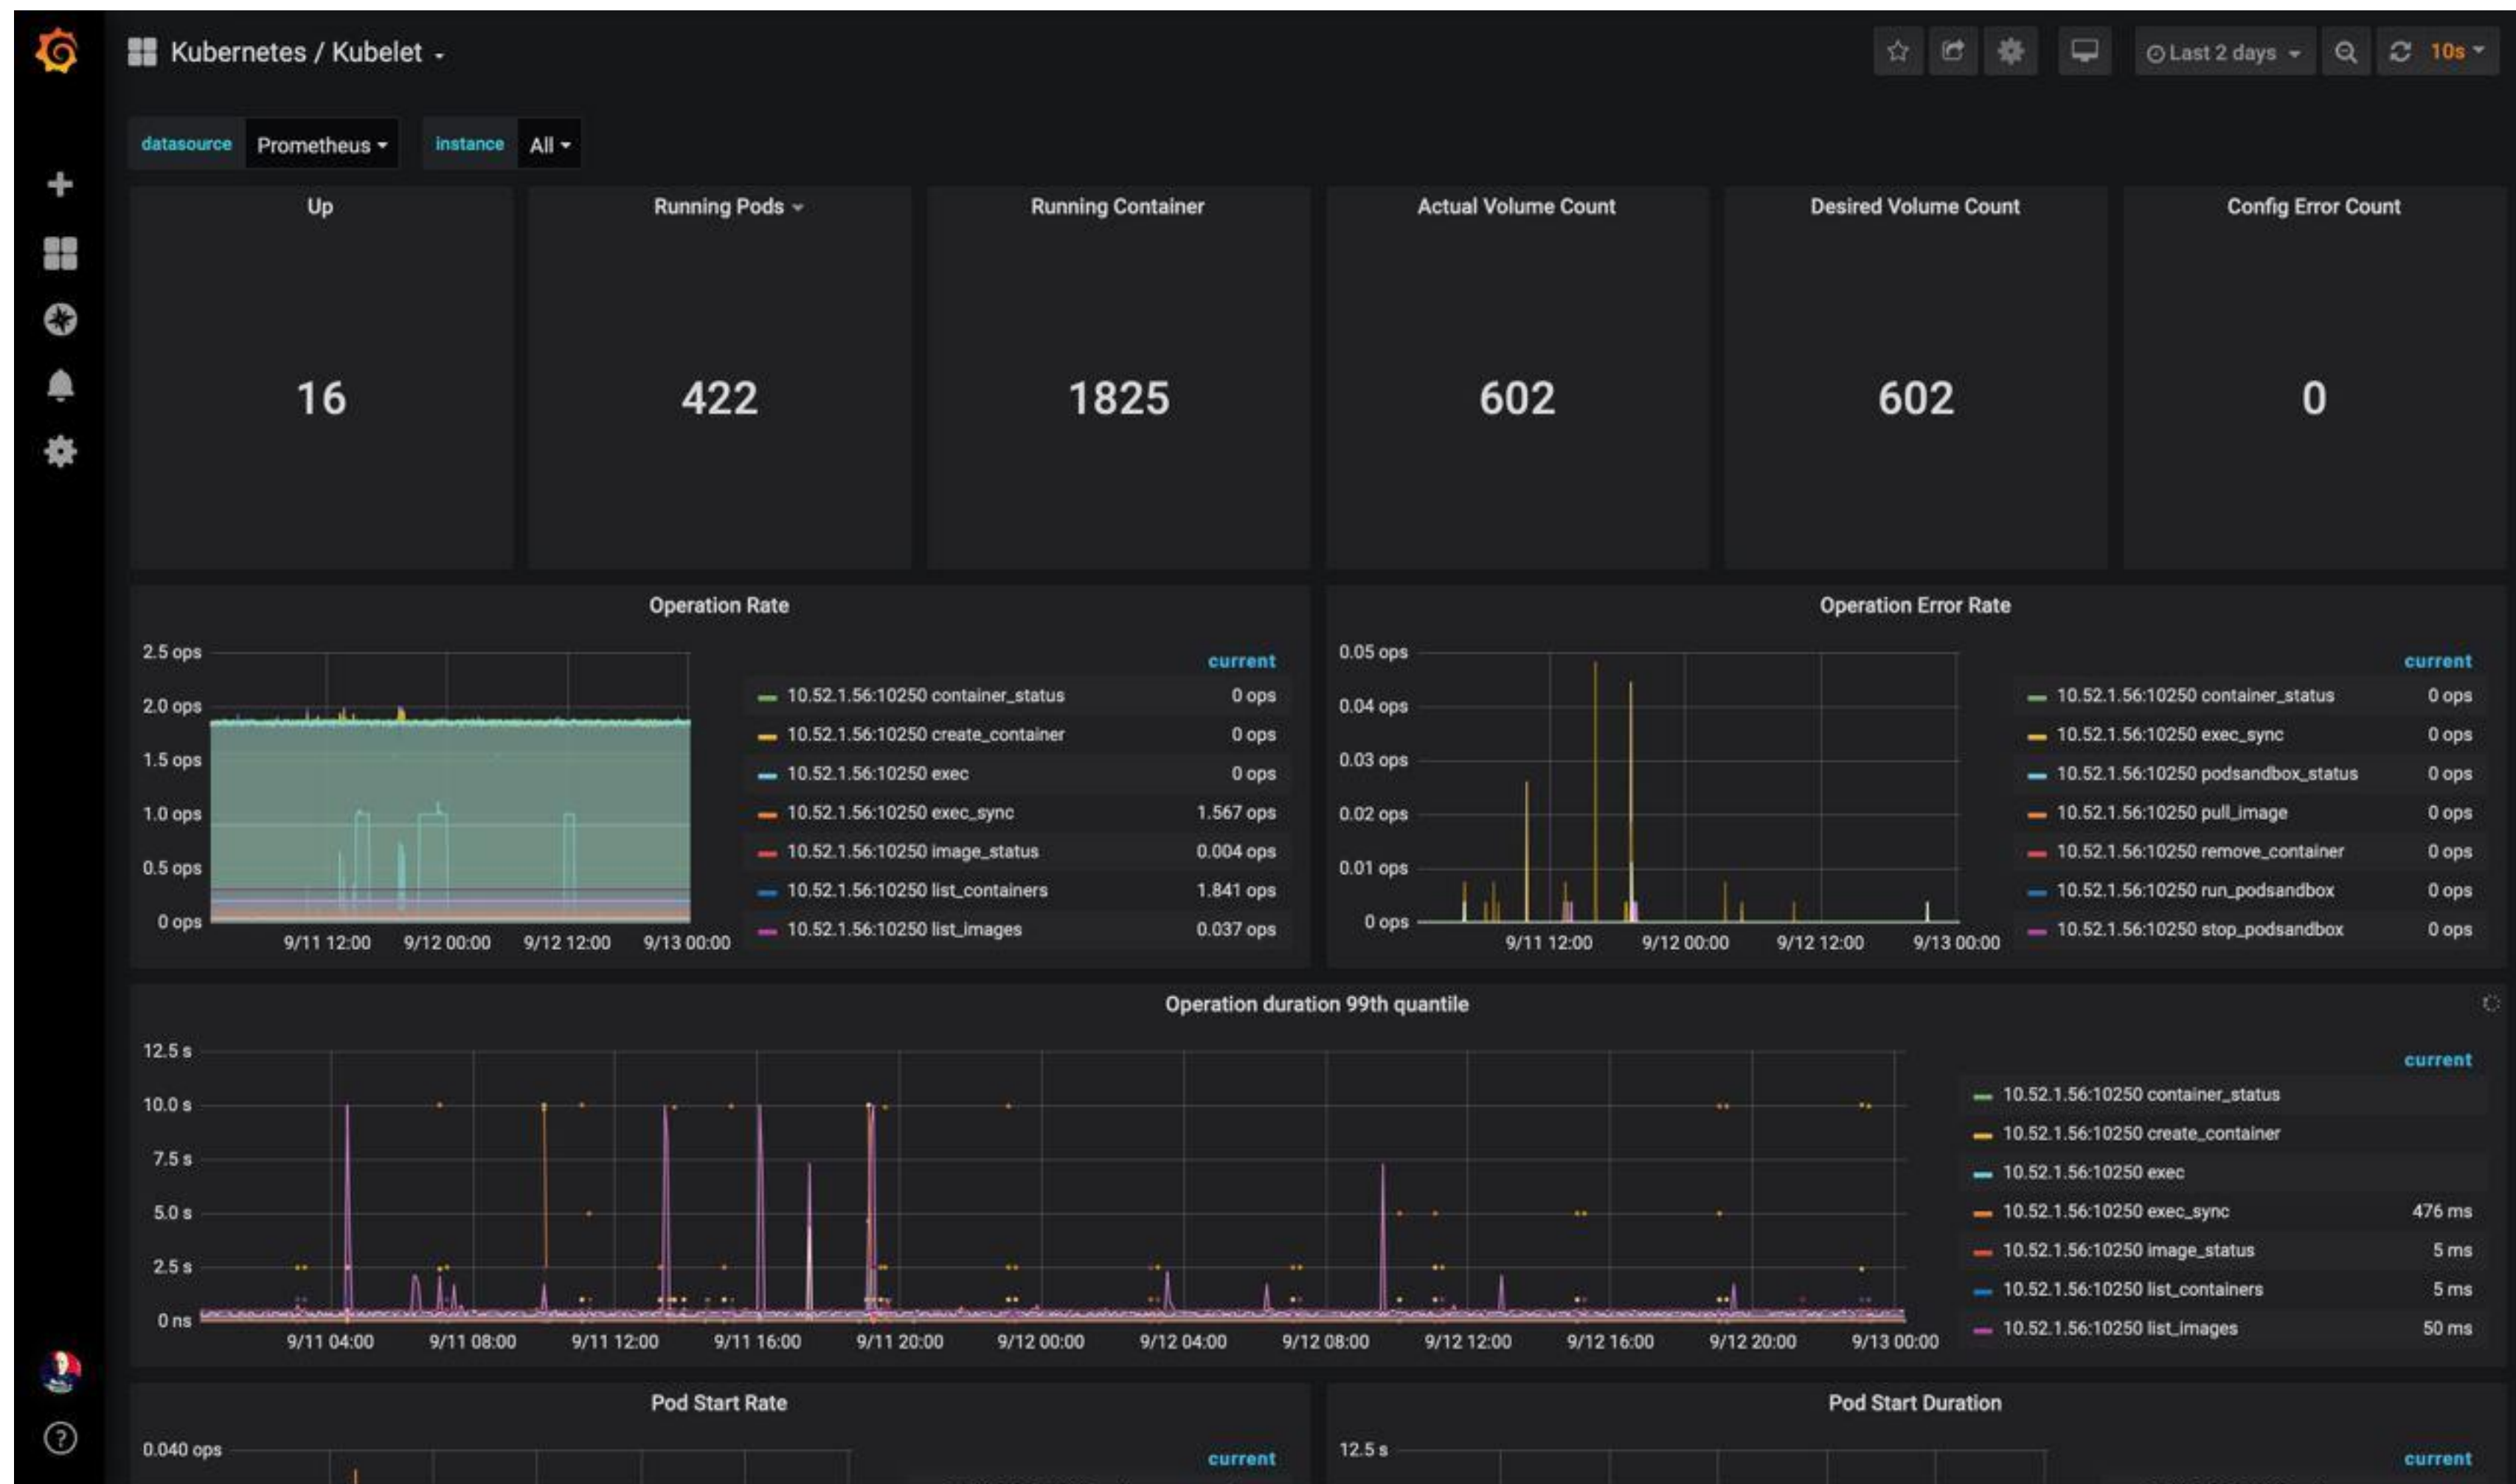 Kubernetes / Kubelet
Last 2 days
10s
datasource Prometheus instance All
Up
Running Pods
Running Container
Actual Volume Count
Desired Volume Count
Config Error Count
16
422
1825
602
602
0
Operation Rate
2.5 ops
2.0 ops
1.5 ops
1.0 ops
0.5 ops
0 ops
9/11 12:00 9/12 00:00 9/12 12:00 9/13 00:00
current
10.52.1.56:10250 container_status 0 ops
10.52.1.56:10250 create_container 0 ops
10.52.1.56:10250 exec 0 ops
10.52.1.56:10250 exec_sync 1.567 ops
10.52.1.56:10250 image_status 0.004 ops
10.52.1.56:10250 list_containers 1.841 ops
10.52.1.56:10250 list_images 0.037 ops
Operation Error Rate
0.05 ops
0.04 ops
0.03 ops
0.02 ops
0.01 ops
0 ops
9/11 12:00 9/12 00:00 9/12 12:00 9/13 00:00
current
10.52.1.56:10250 container_status 0 ops
10.52.1.56:10250 exec_sync 0 ops
10.52.1.56:10250 podsandbox_status 0 ops
10.52.1.56:10250 pull_image 0 ops
10.52.1.56:10250 remove_container 0 ops
10.52.1.56:10250 run_podsandbox 0 ops
10.52.1.56:10250 stop_podsandbox 0 ops
Operation duration 99th quantile
12.5 s
10.0 s
7.5 s
5.0 s
2.5 s
0 ns
9/11 04:00 9/11 08:00 9/11 12:00 9/11 16:00 9/11 20:00 9/12 00:00 9/12 04:00 9/12 08:00 9/12 12:00 9/12 16:00 9/12 20:00 9/13 00:00
current
10.52.1.56:10250 container_status
10.52.1.56:10250 create_container
10.52.1.56:10250 exec
10.52.1.56:10250 exec_sync 476 ms
10.52.1.56:10250 image_status 5 ms
10.52.1.56:10250 list_containers 5 ms
10.52.1.56:10250 list_images 50 ms
Pod Start Rate
0.040 ops
current
Pod Start Duration
12.5 s
current